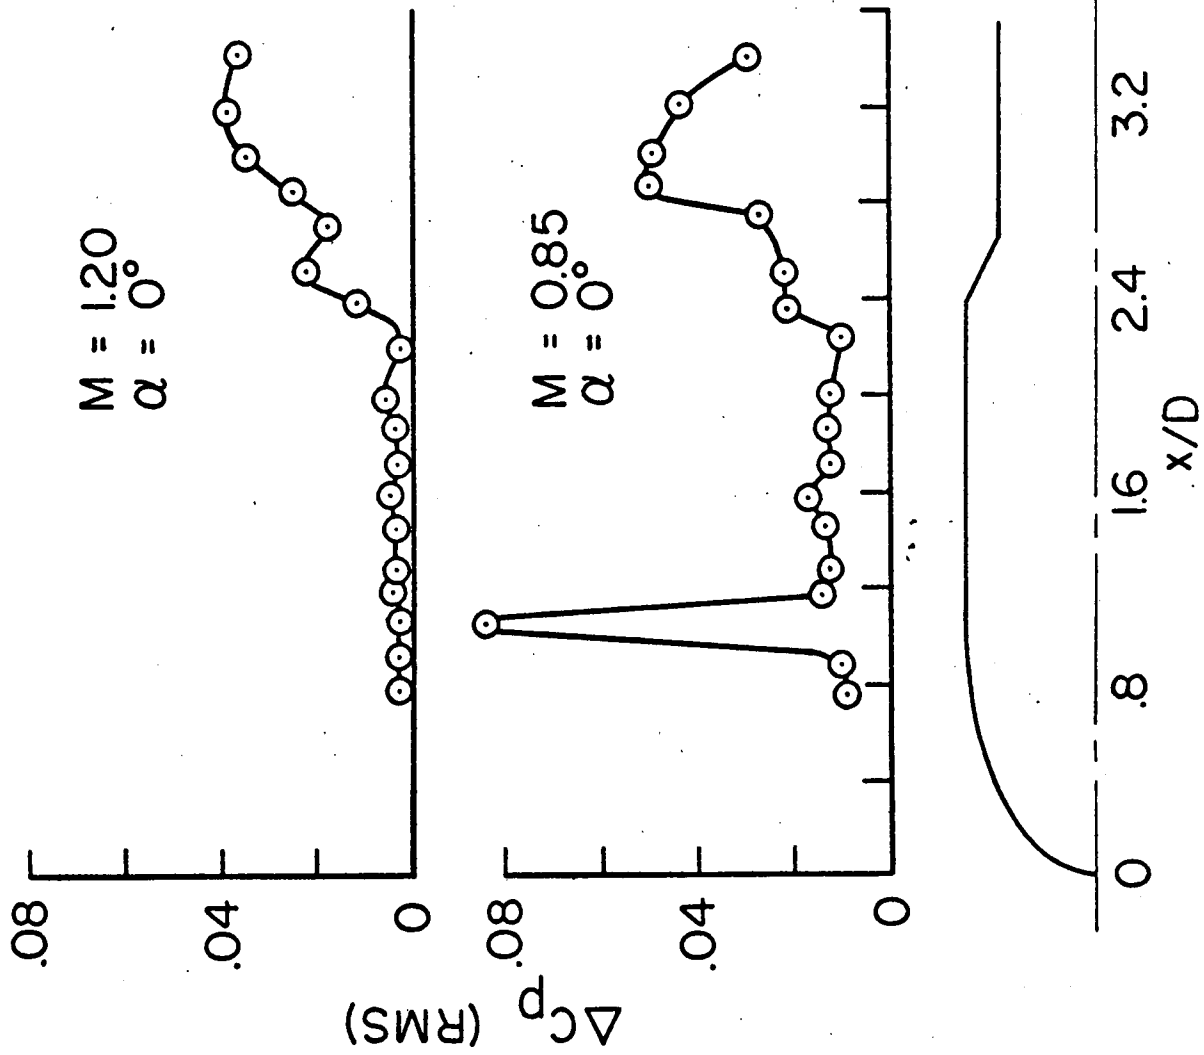 M = 1.20
α = 0°
.08
.04
0
ΔCp
(RMS)
M = 0.85
α = 0°
.08
.04
0
0 .8 1.6 2.4 3.2
x/D